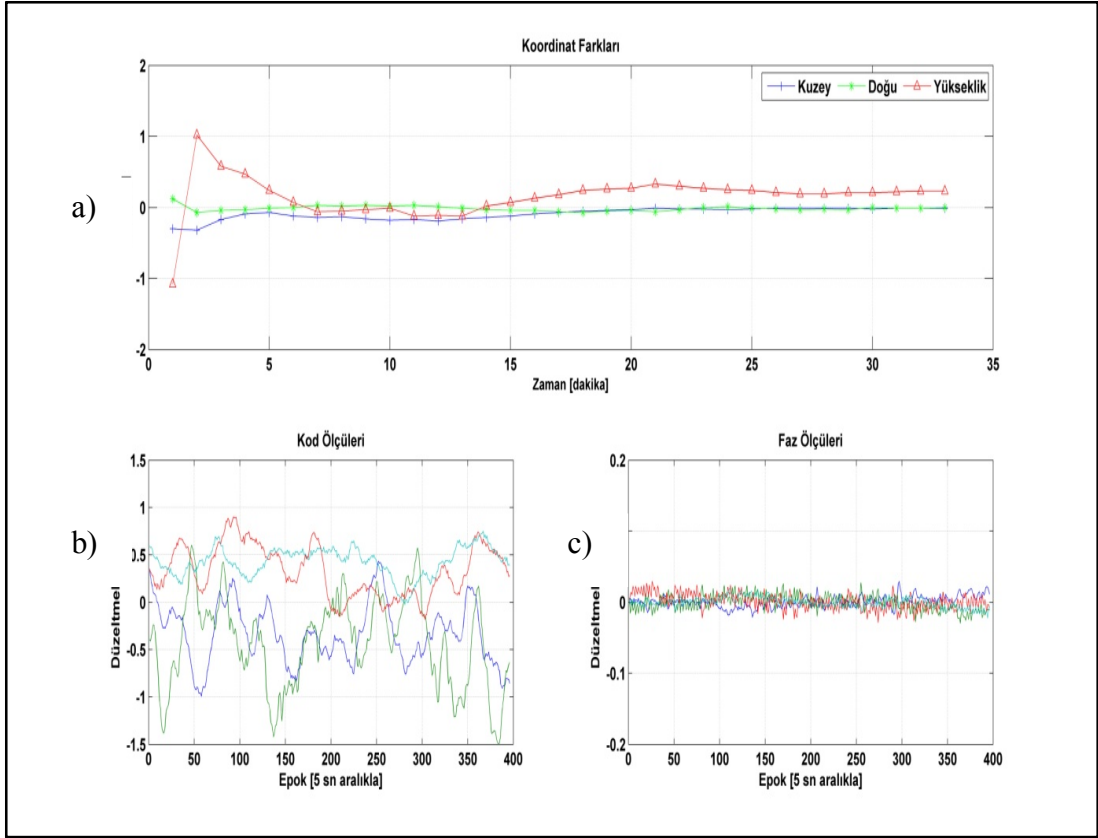 Koordinat Farkları
2
1
0
-1
-2
Kuzey Doğu Yükseklik
a)
0 5 10 15 20 25 30 35
Zaman [dakika]
Kod Ölçüleri
b)
Düzeltmel
1.5
1
0.5
0
-0.5
-1
-1.5
0 50 100 150 200 250 300 350 400
Epok [5 sn aralıkla]
Faz Ölçüleri
c)
Düzeltmel
0.2
0
-0.1
-0.2
0 50 100 150 200 250 300 350 400
Epok [5 sn aralıkla]